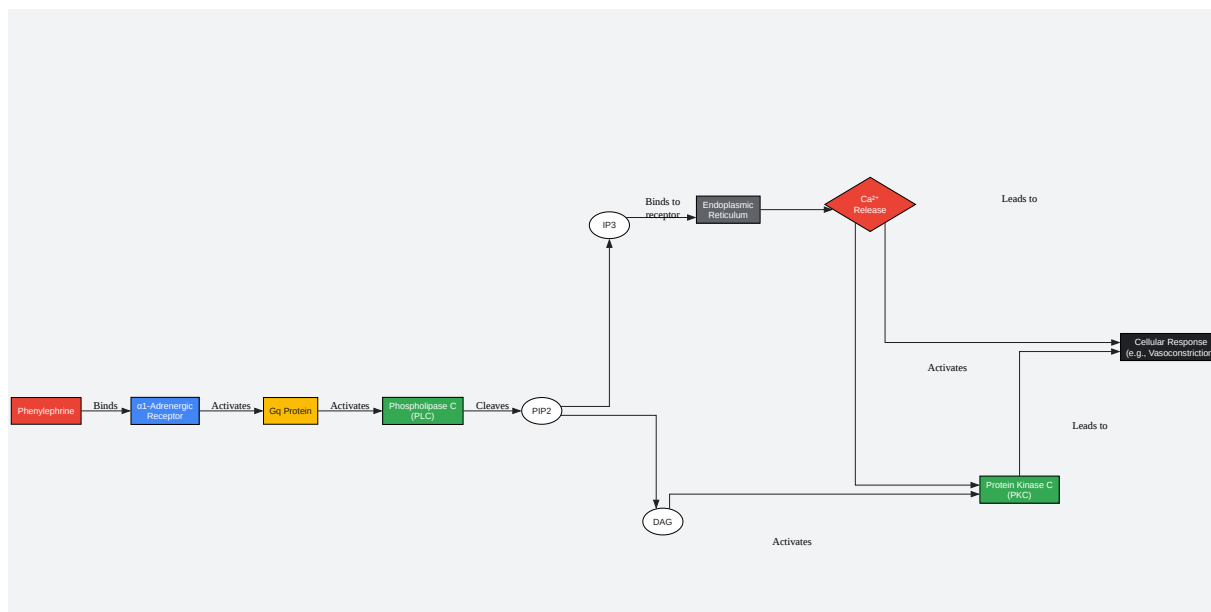 Phenylephrine
Binds
α1-Adrenergic
Receptor
Activates
Gq Protein
Activates
Phospholipase C
(PLC)
Cleaves
PIP2
IP3
Binds to
receptor
Endoplasmic
Reticulum
Ca²⁺
Release
Leads to
Cellular Response
(e.g., Vasoconstriction
Activates
Leads to
Protein Kinase C
(PKC)
DAG
Activates